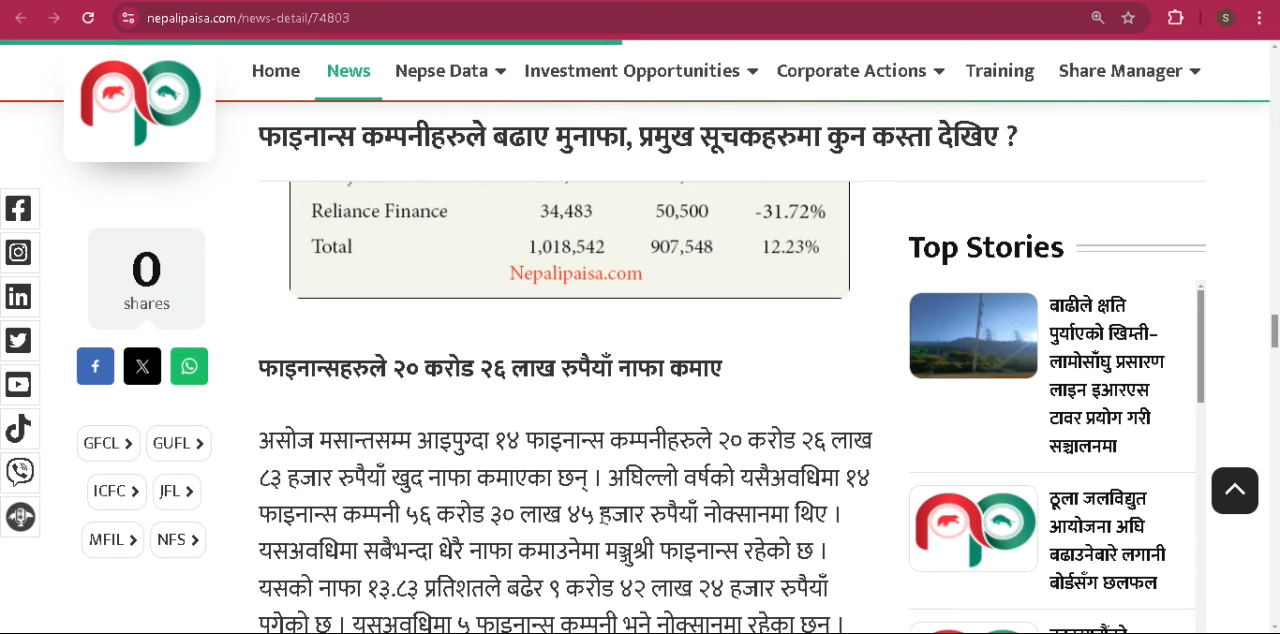 nepalipaisa.com/news-detail/74803
S
Home News Nepse Data Investment Opportunities Corporate Actions Training Share Manager
फाइनान्स कम्पनीहरुले बढाए मुनाफा, प्रमुख सूचकहरुमा कुन कस्ता देखिए ?
Reliance Finance 34,483 50,500 -31.72%
Total 1,018,542 907,548 12.23%
Nepalipaisa.com
0
shares
GFCL GUFL
ICFC JFL
MFIL NFS
फाइनान्सहरुले २० करोड २६ लाख रुपैयाँ नाफा कमाए
असोज मसान्तसम्म आइपुग्दा १४ फाइनान्स कम्पनीहरुले २० करोड २६ लाख
८३ हजार रुपैयाँ खुद नाफा कमाएका छन् । अघिल्लो वर्षको यसैअवधिमा १४
फाइनान्स कम्पनी ५६ करोड ३० लाख ४५ हजार रुपैयाँ नोक्सानमा थिए ।
यसअवधिमा सबैभन्दा धेरै नाफा कमाउनेमा मञ्जुश्री फाइनान्स रहेको छ ।
यसको नाफा १३.८३ प्रतिशतले बढेर ९ करोड ४२ लाख २४ हजार रुपैयाँ
पुगेको छ । यसअवधिमा ५ फाइनान्स कम्पनी भने नोक्सानमा रहेका छन् ।
Top Stories
बाढीले क्षति
पुर्याएको खिम्ती–
लामोसाँघु प्रसारण
लाइन इआरएस
टावर प्रयोग गरी
सञ्चालनमा
ठूला जलविद्युत
आयोजना अघि
बढाउनेबारे लगानी
बोर्डसँग छलफल